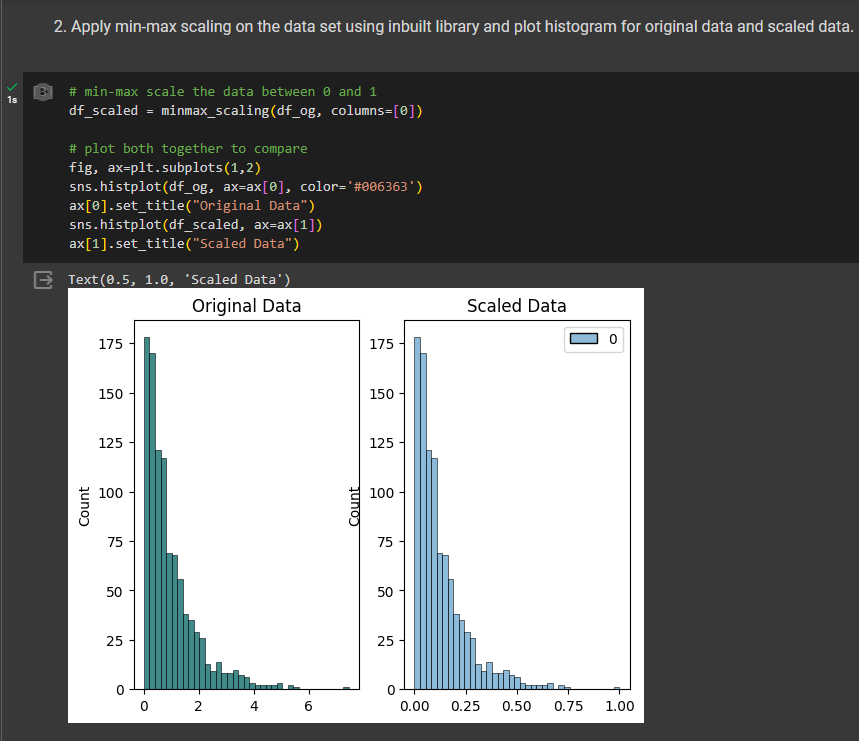 2. Apply min-max scaling on the data set using inbuilt library and plot histogram for original data and scaled data.
1s
# min-max scale the data between 0 and 1
df_scaled = minmax_scaling(df_og, columns=[0])
# plot both together to compare
fig, ax=plt.subplots(1,2)
sns.histplot(df_og, ax=ax[0], color='#006363')
ax[0].set_title("Original Data")
sns.histplot(df_scaled, ax=ax[1])
ax[1].set_title("Scaled Data")
Text(0.5, 1.0, 'Scaled Data')
Original Data
Count
175
150
125
100
75
50
25
0
0 2 4 6
Scaled Data
0
Count
175
150
125
100
75
50
25
0
0.00 0.25 0.50 0.75 1.00